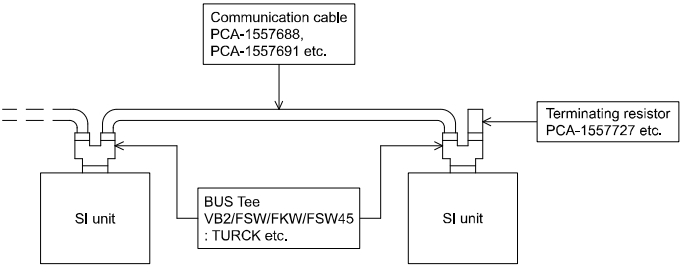 Communication cable
PCA-1557688,
PCA-1557691 etc.
Terminating resistor
PCA-1557727 etc.
BUS Tee
VB2/FSW/FKW/FSW45
: TURCK etc.
SI unit
SI unit